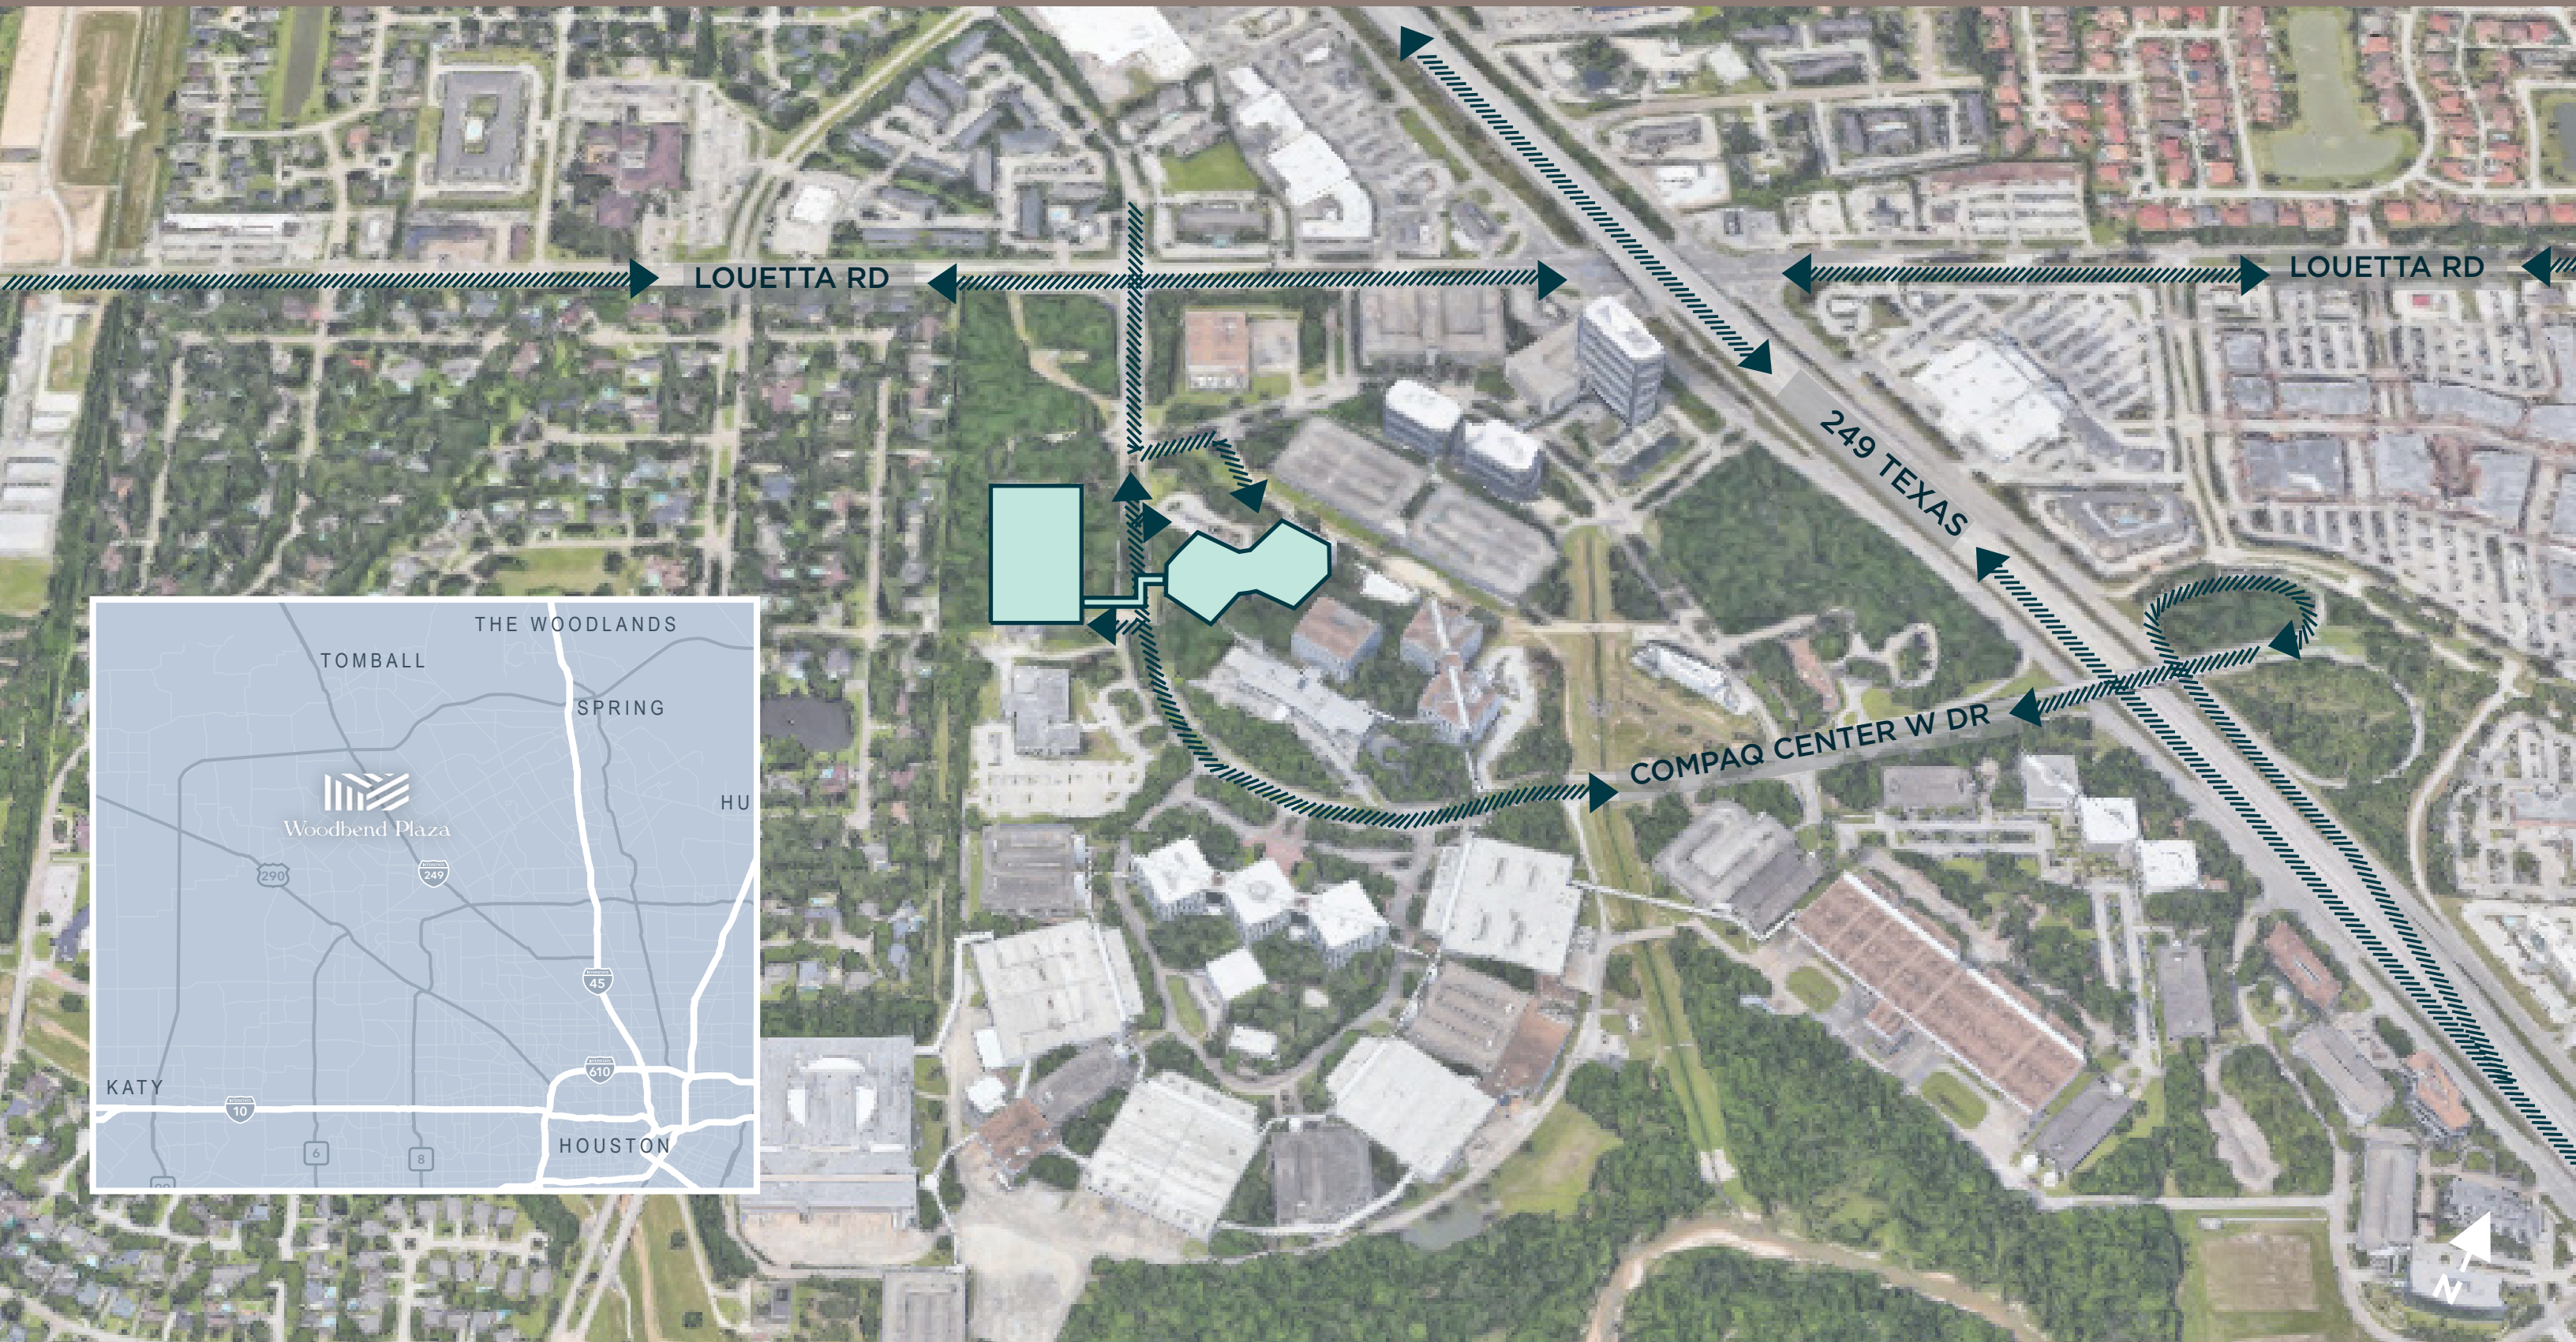 LOUETTA RD
LOUETTA RD
249 TEXAS
COMPAQ CENTER W DR
THE WOODLANDS
TOMBALL
SPRING
HU
Woodbend Plaza
290
249
45
610
KATY
10
HOUSTON
6
8
N